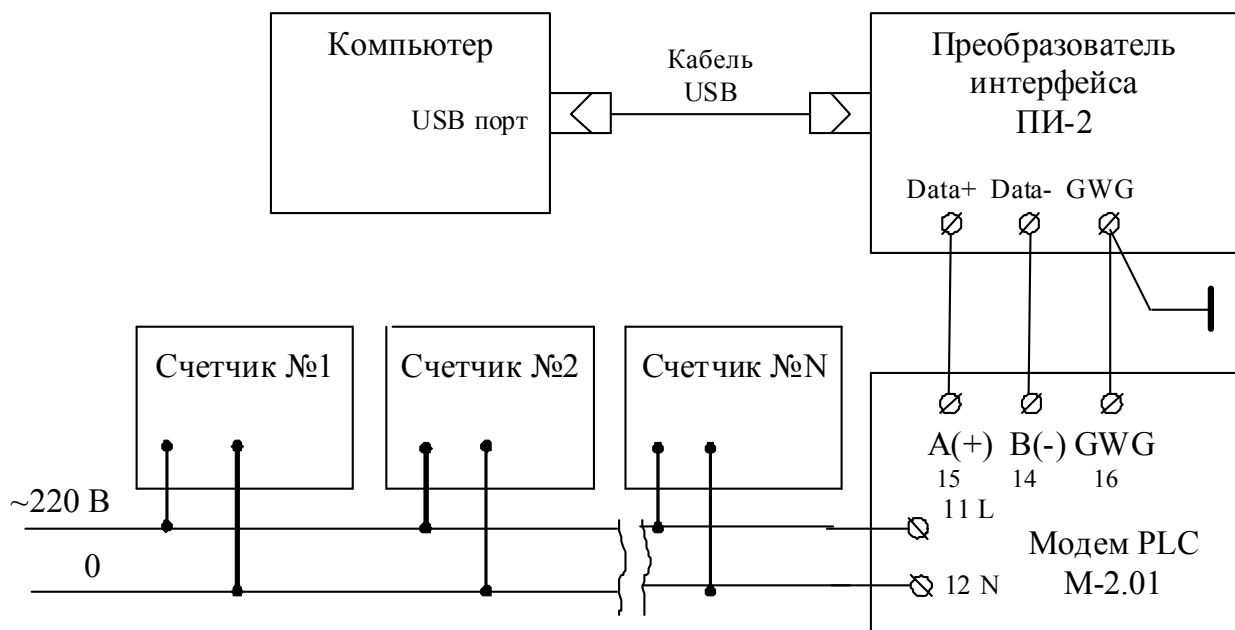 Компьютер
USB порт
Кабель
USB
Преобразователь
интерфейса
ПИ-2
Data+ Data- GWG
Счетчик №1
Счетчик №2
Счетчик №N
~220 В
0
A(+) B(-) GWG
15 14 16
11 L
12 N
Модем PLC
М-2.01